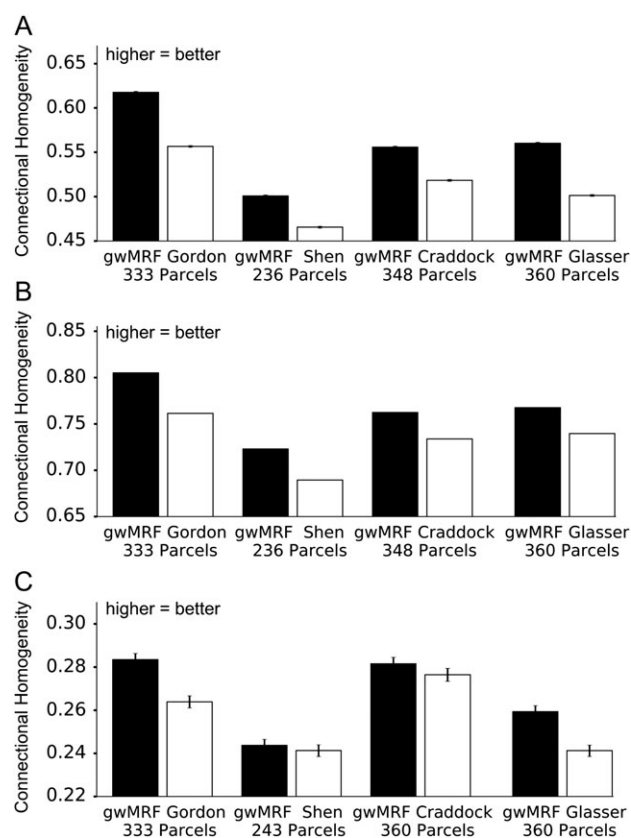 A
higher = better
Connectional Homogeneity
0.65
0.60
0.55
0.50
0.45
gwMRF Gordon gwMRF Shen gwMRF Craddock gwMRF Glasser
333 Parcels 236 Parcels 348 Parcels 360 Parcels
B
higher = better
Connectional Homogeneity
0.85
0.80
0.75
0.70
0.65
gwMRF Gordon gwMRF Shen gwMRF Craddock gwMRF Glasser
333 Parcels 236 Parcels 348 Parcels 360 Parcels
C
higher = better
Connectional Homogeneity
0.30
0.28
0.26
0.24
0.22
gwMRF Gordon gwMRF Shen gwMRF Craddock gwMRF Glasser
333 Parcels 243 Parcels 360 Parcels 360 Parcels